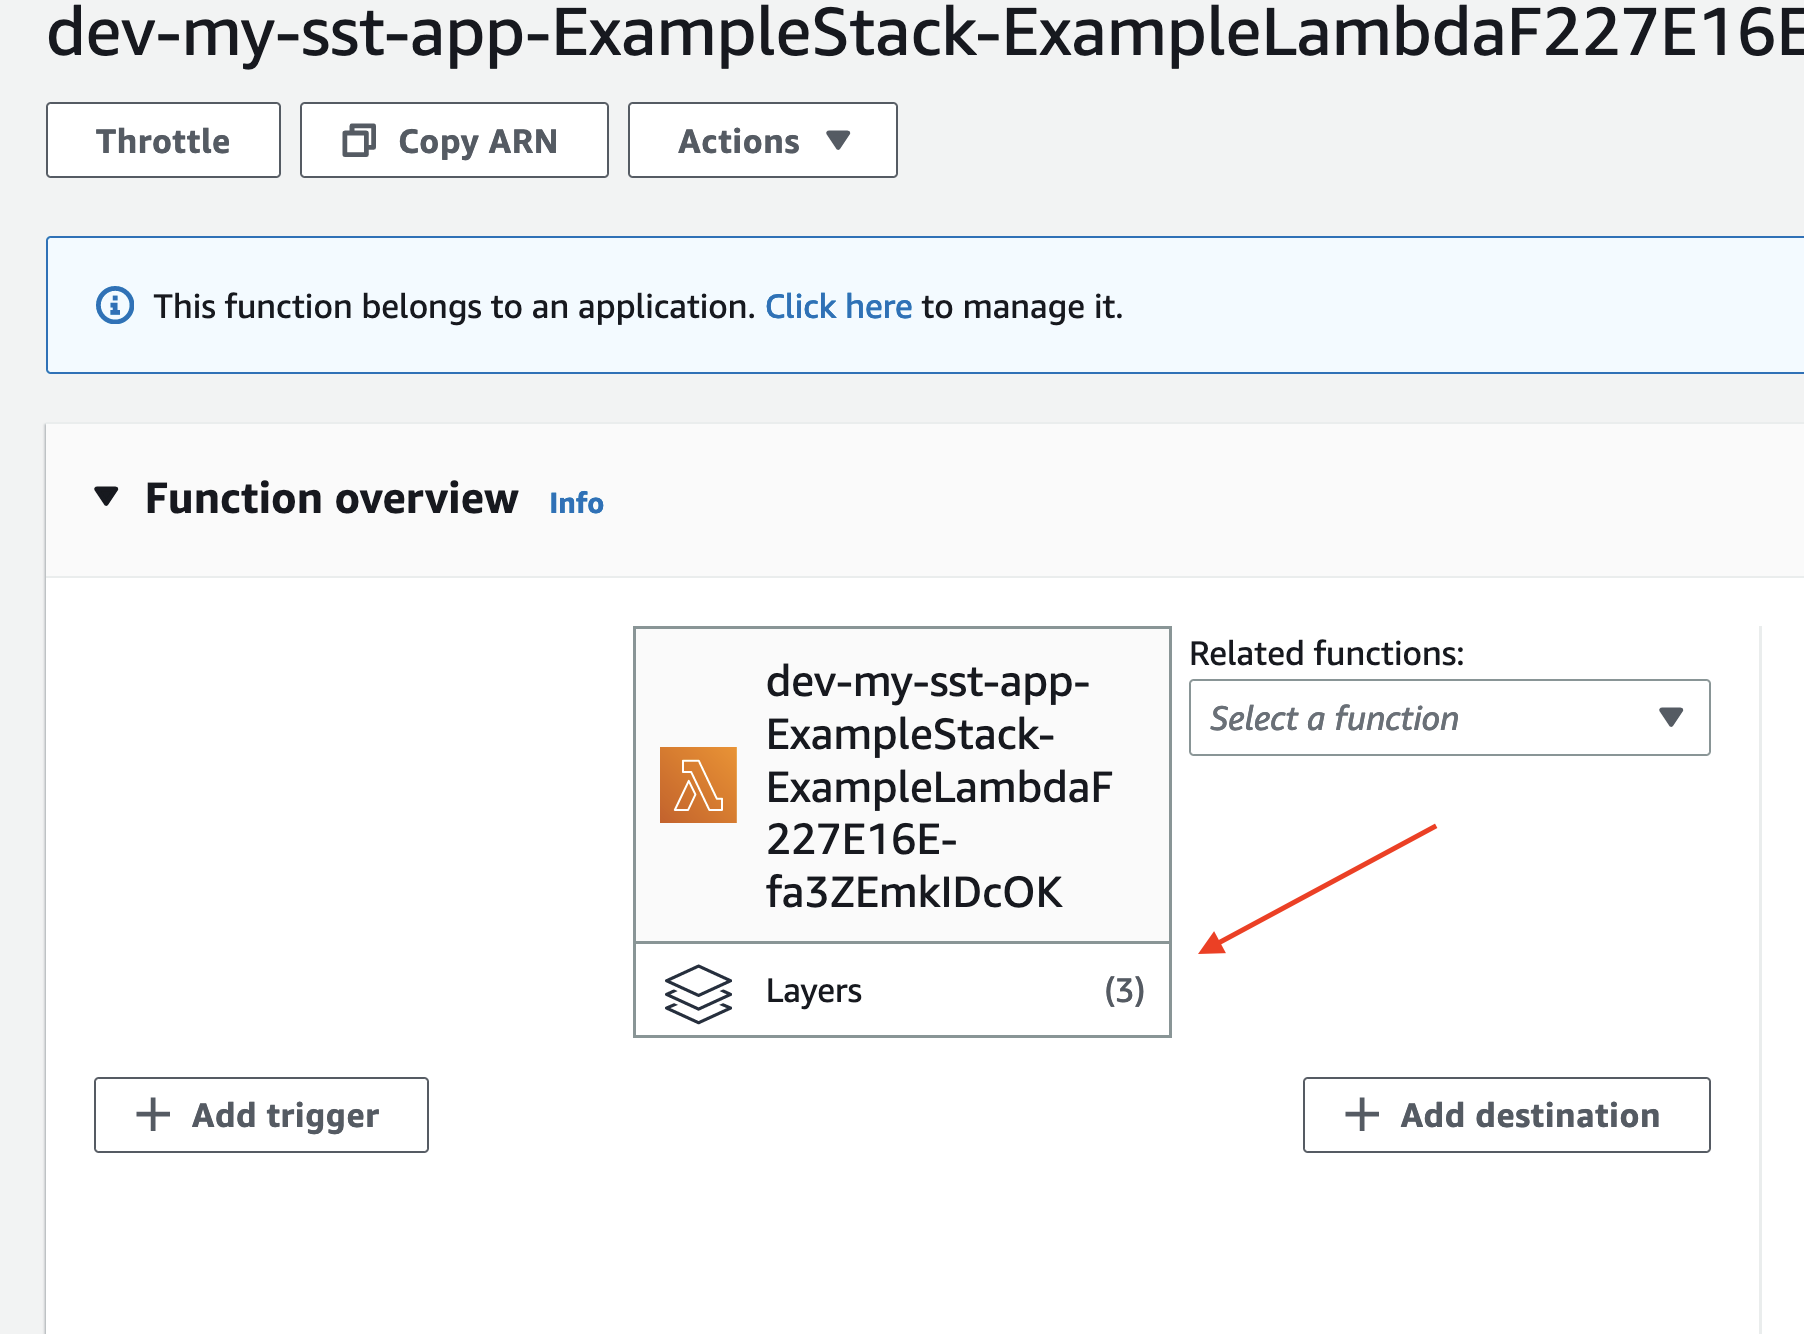 dev-my-sst-app-ExampleStack-ExampleLambdaF227E16E
Throttle
Copy ARN
Actions
This function belongs to an application. Click here to manage it.
Function overview Info
dev-my-sst-app-
ExampleStack-
ExampleLambdaF
227E16E-
fa3ZEmkIDcOK
Related functions:
Select a function
Layers (3)
Add trigger
Add destination